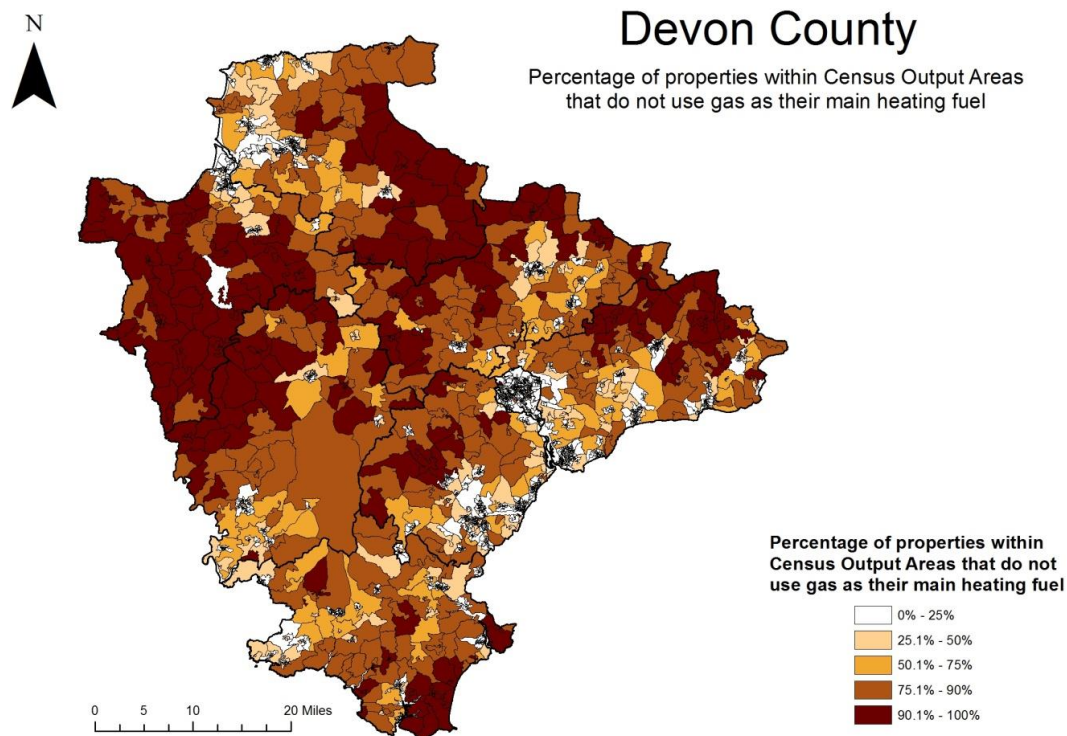 N
Devon County
Percentage of properties within Census Output Areas
that do not use gas as their main heating fuel
Percentage of properties within
Census Output Areas that do not
use gas as their main heating fuel
0% - 25%
25.1% - 50%
50.1% - 75%
75.1% - 90%
90.1% - 100%
0 5 10 20 Miles